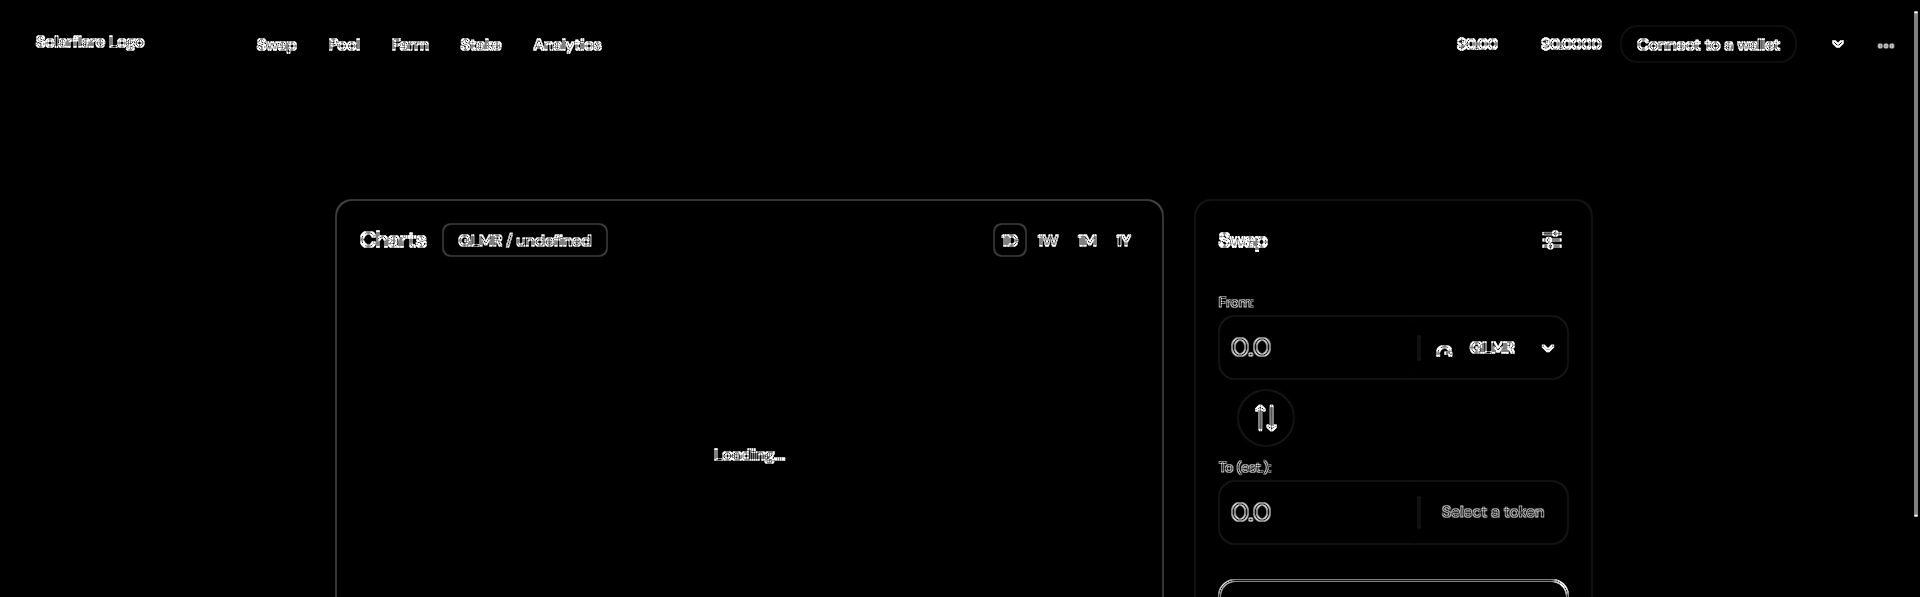 Solarflare Logo
Swap Pool Farm Stake Analytics
$0.00 $0.0000 Connect to a wallet
Charts GLMR / undefined 1D 1W 1M 1Y
Loading...
Swap
From:
0.0 GLMR
To (est.):
0.0 Select a token